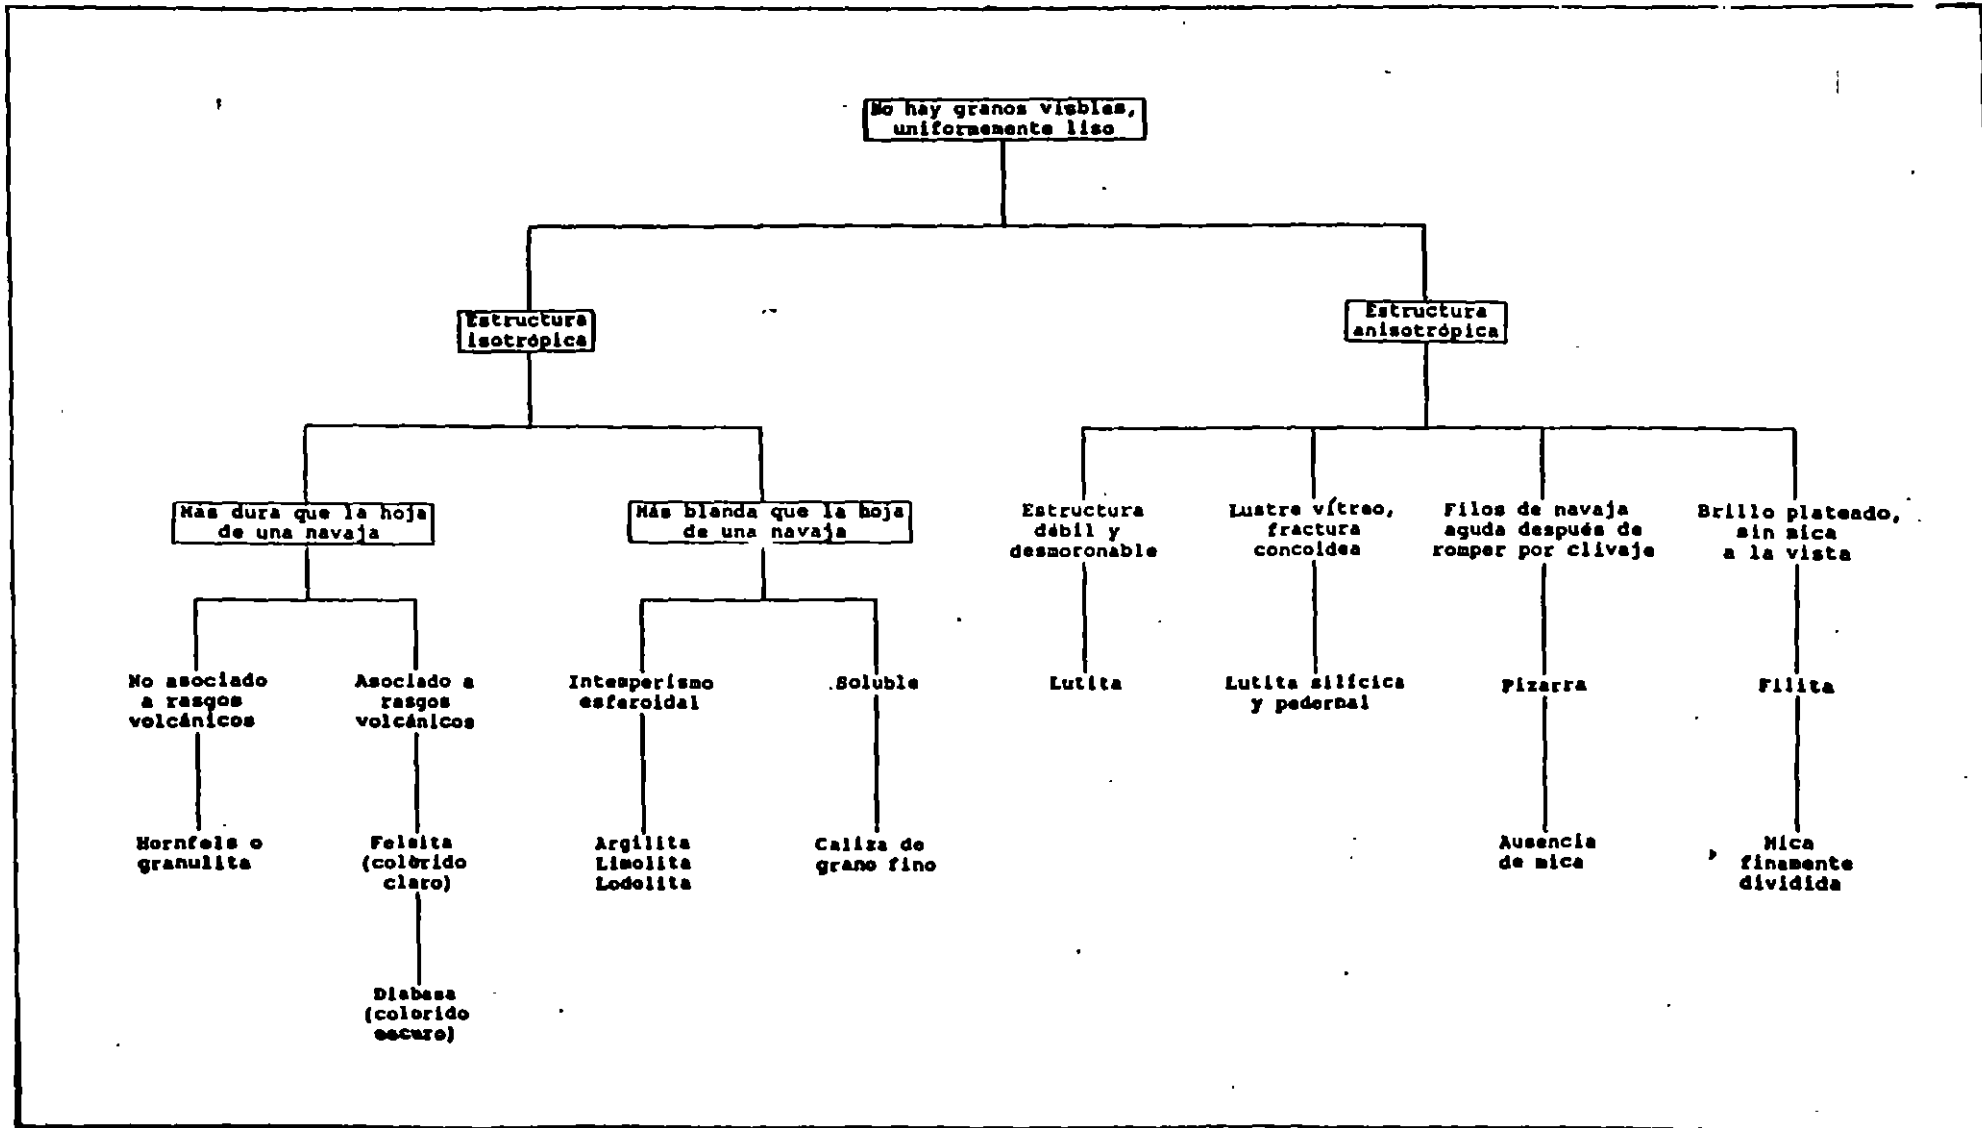 No hay granos visbles,
uniformemente liso
Estructura
isotrópica
Estructura
anisotrópica
Más dura que la hoja
de una navaja
Más blanda que la hoja
de una navaja
Estructura
débil y
desmoronable
Lustre vítreo,
fractura
concoidea
Filos de navaja
aguda después de
romper por clivaje
Brillo plateado,
sin mica
a la vista
No asociado
a rasgos
volcánicos
Asociado a
rasgos
volcánicos
Intemperismo
esferoidal
Soluble
Lutita
Lutita silícica
y pedernal
Pizarra
Filita
Hornfels o
granulita
Felsita
(colorido
claro)
Argilita
Limolita
Lodolita
Caliza de
grano fino
Ausencia
de mica
Mica
finamente
dividida
Diabasa
(colorido
oscuro)